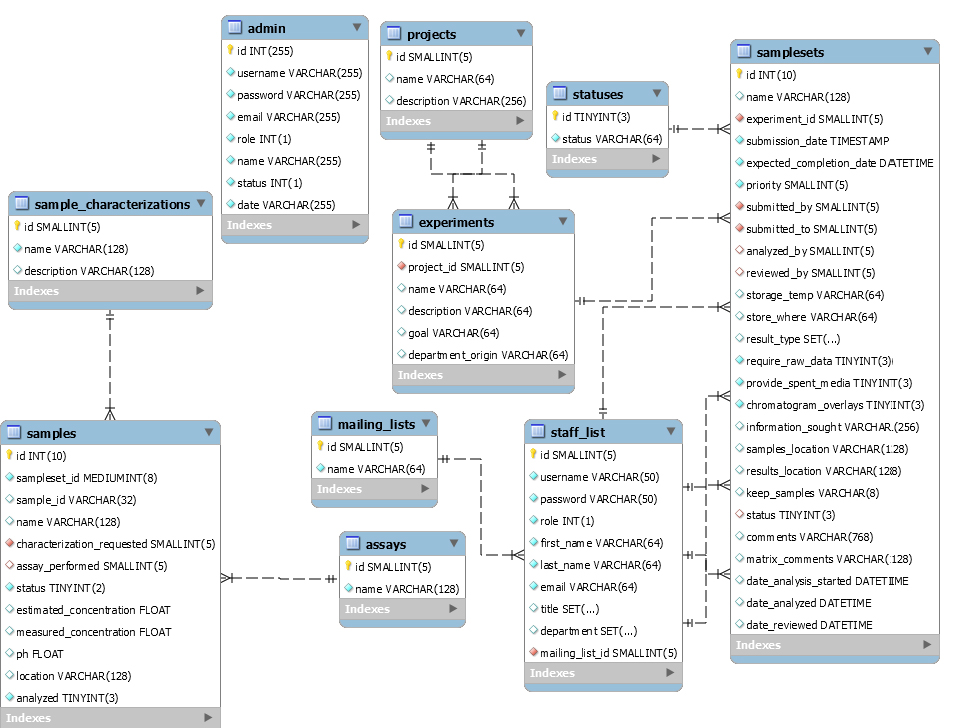 admin
id INT(255)
username VARCHAR(255)
password VARCHAR(255)
email VARCHAR(255)
role INT(1)
name VARCHAR(255)
status INT(1)
date VARCHAR(255)
Indexes
projects
id SMALLINT(5)
name VARCHAR(64)
description VARCHAR(256)
Indexes
statuses
id TINYINT(3)
status VARCHAR(64)
Indexes
samplesets
id INT(10)
name VARCHAR(128)
experiment_id SMALLINT(5)
submission_date TIMESTAMP
expected_completion_date DATETIME
priority SMALLINT(5)
submitted_by SMALLINT(5)
submitted_to SMALLINT(5)
analyzed_by SMALLINT(5)
reviewed_by SMALLINT(5)
storage_temp VARCHAR(64)
store_where VARCHAR(64)
result_type SET(...)
require_raw_data TINYINT(3)
provide_spent_media TINYINT(3)
chromatogram_overlays TINYINT(3)
information_sought VARCHAR(256)
samples_location VARCHAR(128)
results_location VARCHAR(128)
keep_samples VARCHAR(8)
status TINYINT(3)
comments VARCHAR(768)
matrix_comments VARCHAR(128)
date_analysis_started DATETIME
date_analyzed DATETIME
date_reviewed DATETIME
Indexes
sample_characterizations
id SMALLINT(5)
name VARCHAR(128)
description VARCHAR(128)
Indexes
experiments
id SMALLINT(5)
project_id SMALLINT(5)
name VARCHAR(64)
description VARCHAR(64)
goal VARCHAR(64)
department_origin VARCHAR(64)
Indexes
samples
id INT(10)
sampleset_id MEDIUMINT(8)
sample_id VARCHAR(32)
name VARCHAR(128)
characterization_requested SMALLINT(5)
assay_performed SMALLINT(5)
status TINYINT(2)
estimated_concentration FLOAT
measured_concentration FLOAT
ph FLOAT
location VARCHAR(128)
analyzed TINYINT(3)
Indexes
mailing_lists
id SMALLINT(5)
name VARCHAR(64)
Indexes
assays
id SMALLINT(5)
name VARCHAR(128)
Indexes
staff_list
id SMALLINT(5)
username VARCHAR(50)
password VARCHAR(50)
role INT(1)
first_name VARCHAR(64)
last_name VARCHAR(64)
email VARCHAR(64)
title SET(...)
department SET(...)
mailing_list_id SMALLINT(5)
Indexes